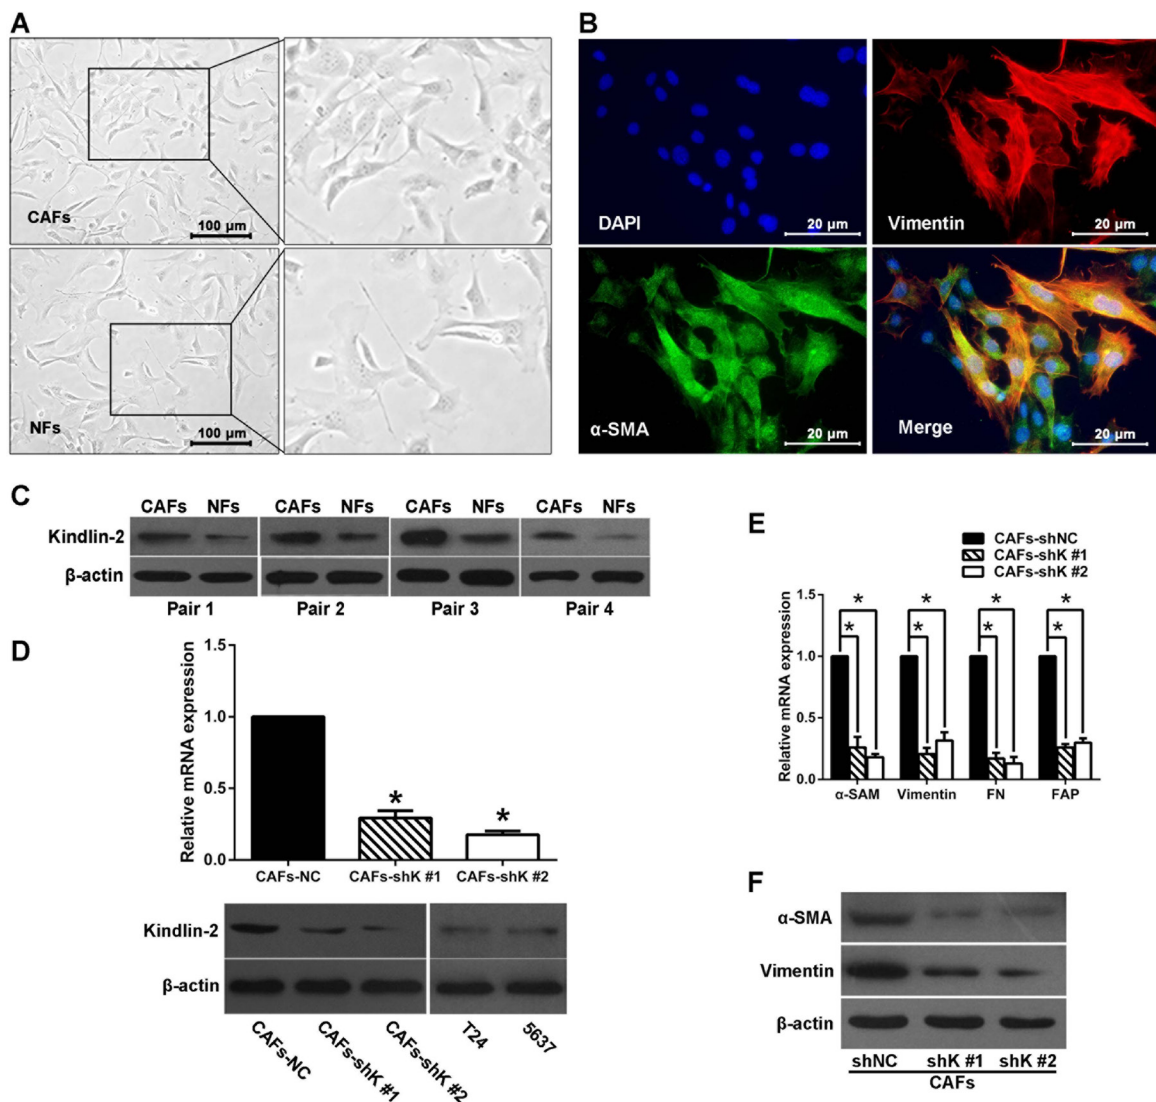 A
CAFs
100 µm
NFs
100 µm
B
DAPI
20 µm
Vimentin
20 µm
α-SMA
20 µm
Merge
20 µm
C
CAFs NFs CAFs NFs CAFs NFs CAFs NFs
Kindlin-2
β-actin
Pair 1 Pair 2 Pair 3 Pair 4
D
Relative mRNA expression
1.5
1.0
0.5
0.0
* *
CAFs-NC CAFs-shK #1 CAFs-shK #2
Kindlin-2
β-actin
CAFs-NC CAFs-shK #1 CAFs-shK #2 T24 5637
E
CAFs-shNC
CAFs-shK #1
CAFs-shK #2
Relative mRNA expression
1.5
1.0
0.5
0.0
* * * *
* * * *
α-SAM Vimentin FN FAP
F
α-SMA
Vimentin
β-actin
shNC shK #1 shK #2
CAFs